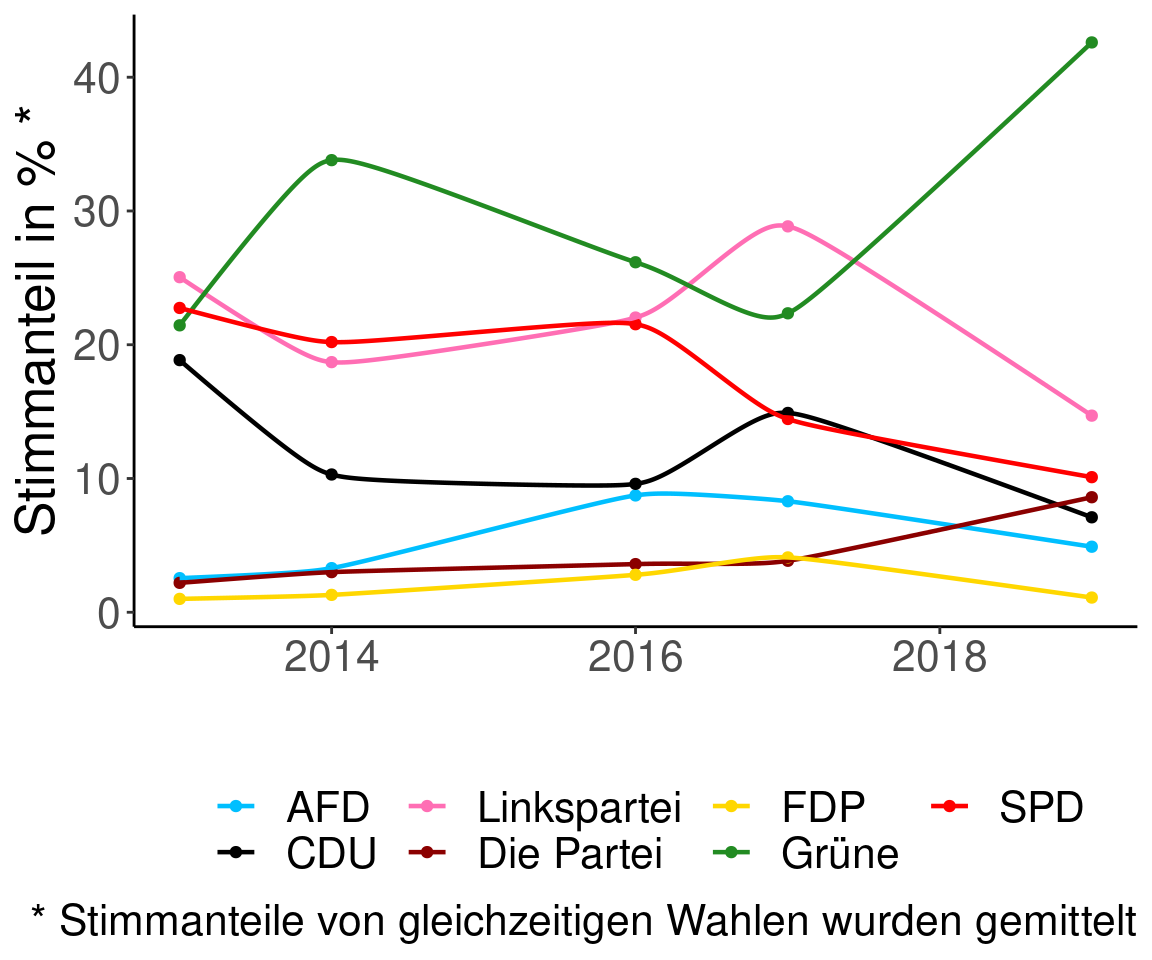 Stimmanteil in % *
40
30
20
10
0
2014 2016 2018
AFD Linkspartei FDP SPD
CDU Die Partei Grüne
* Stimmanteile von gleichzeitigen Wahlen wurden gemittelt